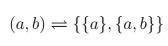 (a, b) ⇌ {{a}, {a, b}}